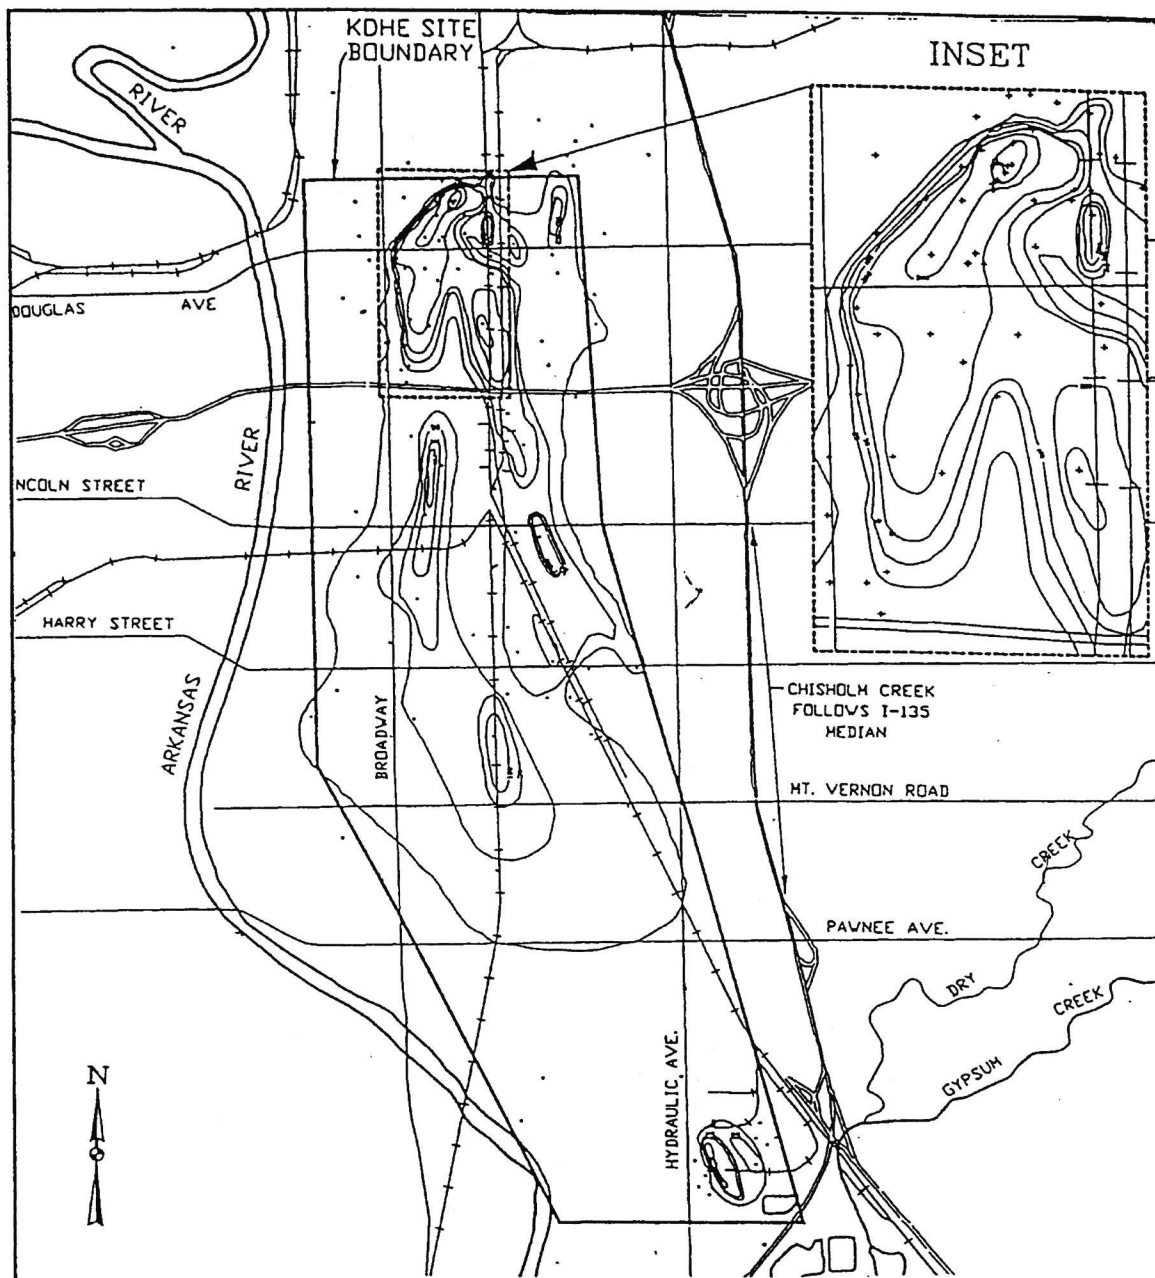 KDHE SITE
BOUNDARY
INSET
RIVER
DOUGLAS AVE
RIVER
NCOLN STREET
HARRY STREET
ARKANSAS
BROADWAY
CHISHOLM CREEK
FOLLOWS I-135
MEDIAN
MT. VERNON ROAD
CREEK
PAWNEE AVE.
DRY
CREEK
GYPSUM
HYDRAULIC AVE.
N